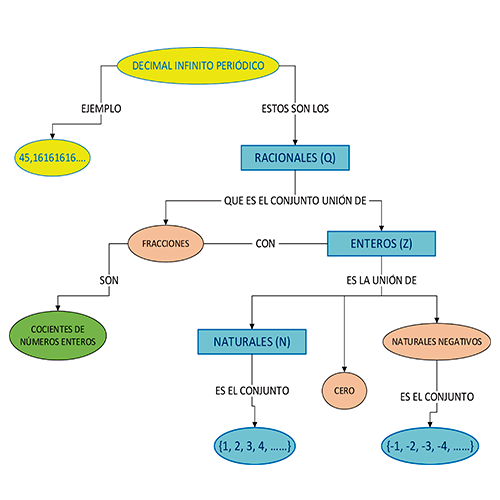 DECIMAL INFINITO PERIÓDICO
EJEMPLO
ESTOS SON LOS
45,16161616....
RACIONALES (Q)
QUE ES EL CONJUNTO UNIÓN DE
FRACCIONES
CON
ENTEROS (Z)
SON
ES LA UNIÓN DE
COCIENTES DE
NÚMEROS ENTEROS
NATURALES (N)
NATURALES NEGATIVOS
ES EL CONJUNTO
CERO
ES EL CONJUNTO
{1, 2, 3, 4, ......}
{-1, -2, -3, -4, ......}